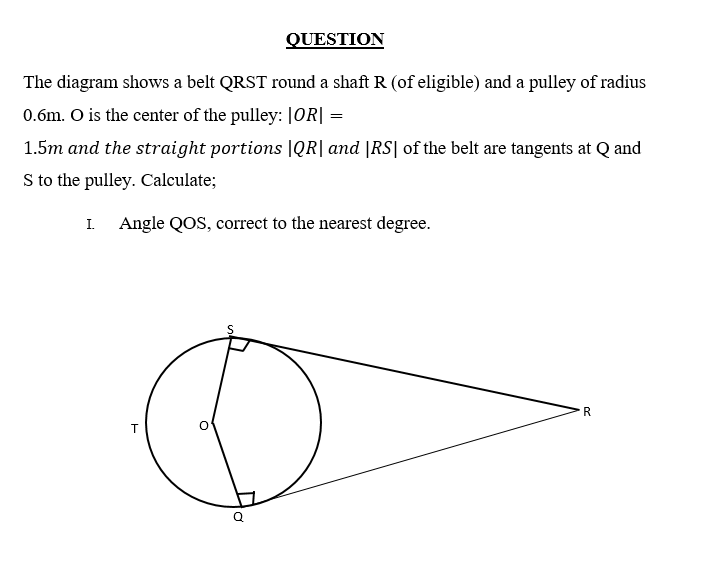 QUESTION
The diagram shows a belt QRST round a shaft R (of eligible) and a pulley of radius
0.6m. O is the center of the pulley: |OR| =
1.5m and the straight portions |QR| and |RS| of the belt are tangents at Q and
S to the pulley. Calculate;
I. Angle QOS, correct to the nearest degree.
S
R
T
O
Q